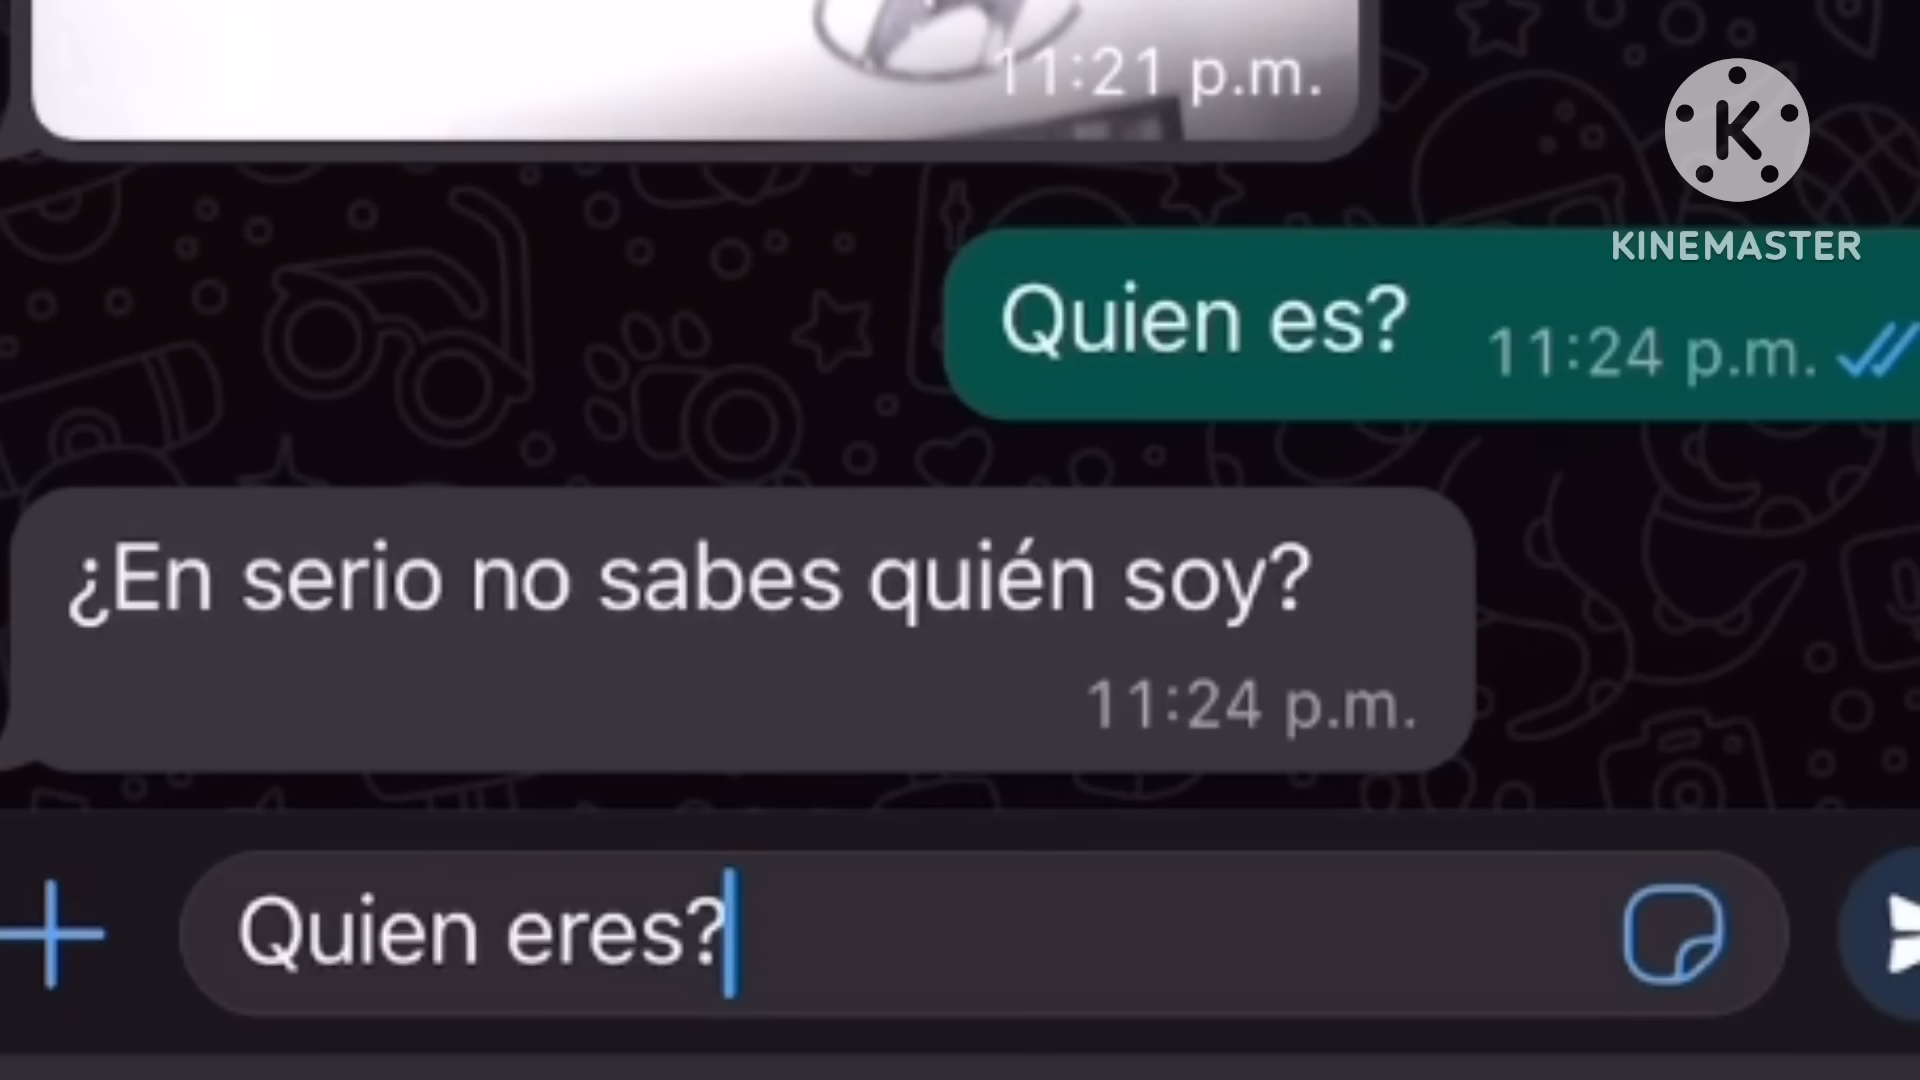 11:21 p.m.
K
KINEMASTER
Quien es?
11:24 p.m.
¿En serio no sabes quién soy?
11:24 p.m.
Quien eres?